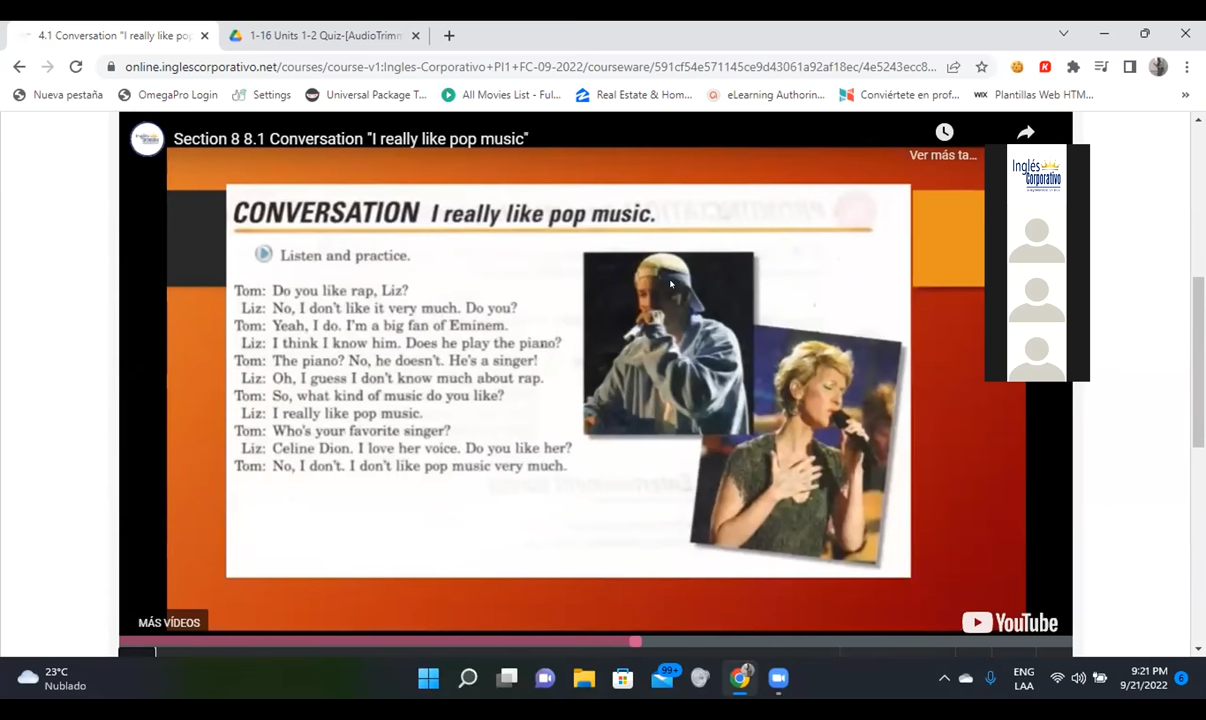 4.1 Conversation "I really like pop
1-16 Units 1-2 Quiz-[AudioTrimm
online.inglescorporativo.net/courses/course-v1:Ingles-Corporativo+PI1+FC-09-2022/courseware/591cf54e571145ce9d43061a92af18ec/4e5243ecc8...
Nueva pestaña
OmegaPro Login
Settings
Universal Package T...
All Movies List - Ful...
Real Estate & Hom...
eLearning Authorin...
Conviértete en prof...
WIX Plantillas Web HTM...
»
Section 8 8.1 Conversation "I really like pop music"
Ver más ta...
Inglés
Corporativo
CONVERSATION I really like pop music.
Listen and practice.
Tom: Do you like rap, Liz?
Liz: No, I don't like it very much. Do you?
Tom: Yeah, I do. I'm a big fan of Eminem.
Liz: I think I know him. Does he play the piano?
Tom: The piano? No, he doesn't. He's a singer!
Liz: Oh, I guess I don't know much about rap.
Tom: So, what kind of music do you like?
Liz: I really like pop music.
Tom: Who's your favorite singer?
Liz: Celine Dion. I love her voice. Do you like her?
Tom: No, I don't. I don't like pop music very much.
MÁS VÍDEOS
YouTube
23°C
Nublado
99+
ENG
LAA
9:21 PM
9/21/2022
6